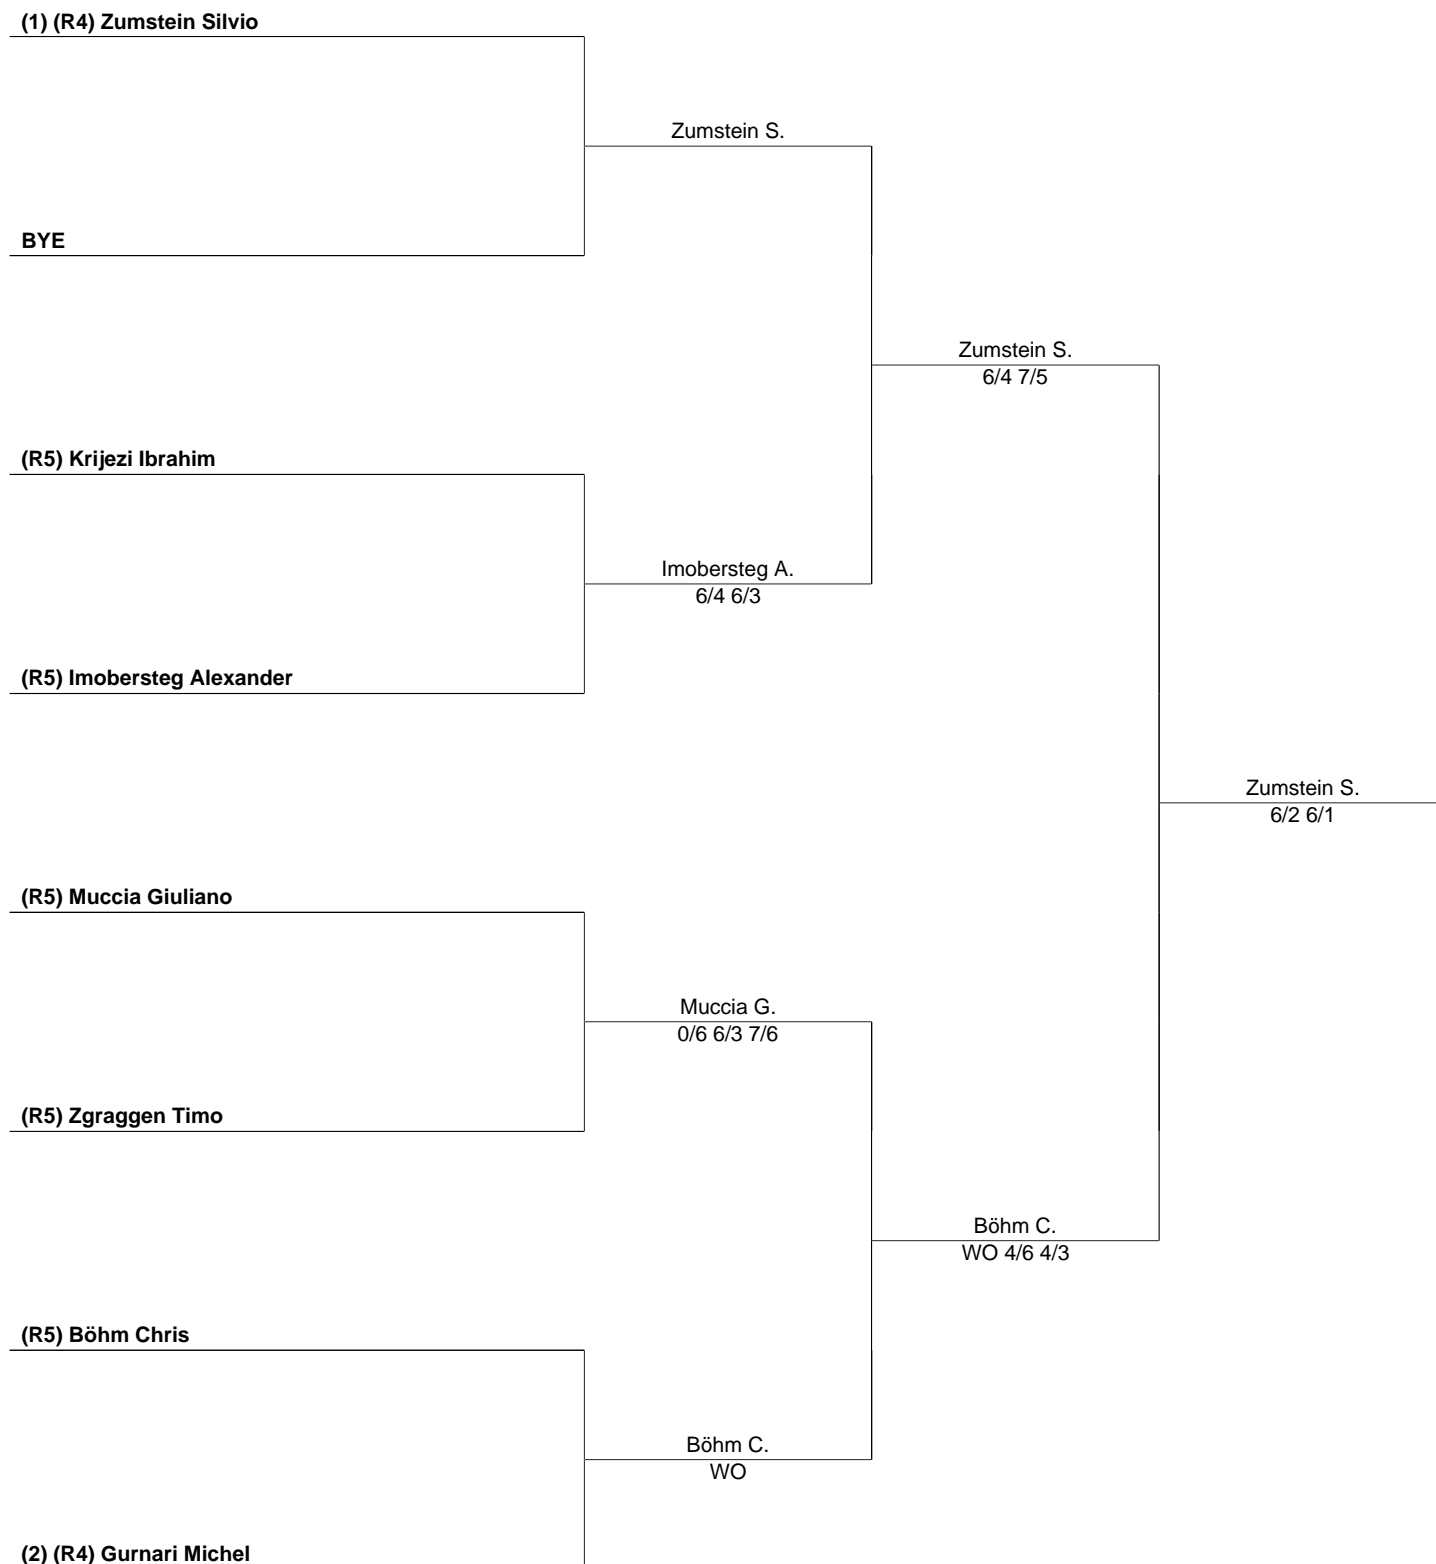 (1) (R4) Zumstein Silvio
Zumstein S.
BYE
Zumstein S.
6/4 7/5
(R5) Krijezi Ibrahim
Imobersteg A.
6/4 6/3
(R5) Imobersteg Alexander
Zumstein S.
6/2 6/1
(R5) Muccia Giuliano
Muccia G.
0/6 6/3 7/6
(R5) Zgraggen Timo
Böhm C.
WO 4/6 4/3
(R5) Böhm Chris
Böhm C.
WO
(2) (R4) Gurnari Michel